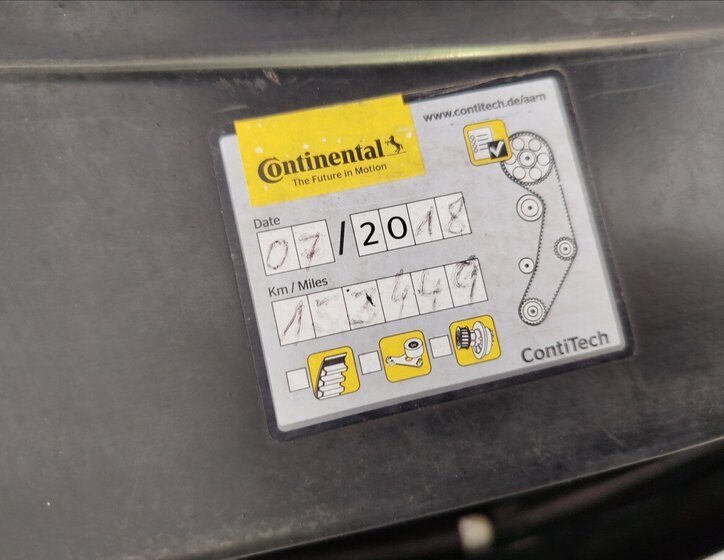 www.contitech.de/aam
Continental
The Future in Motion
Date
07/2018
Km / Miles
153449
ContiTech